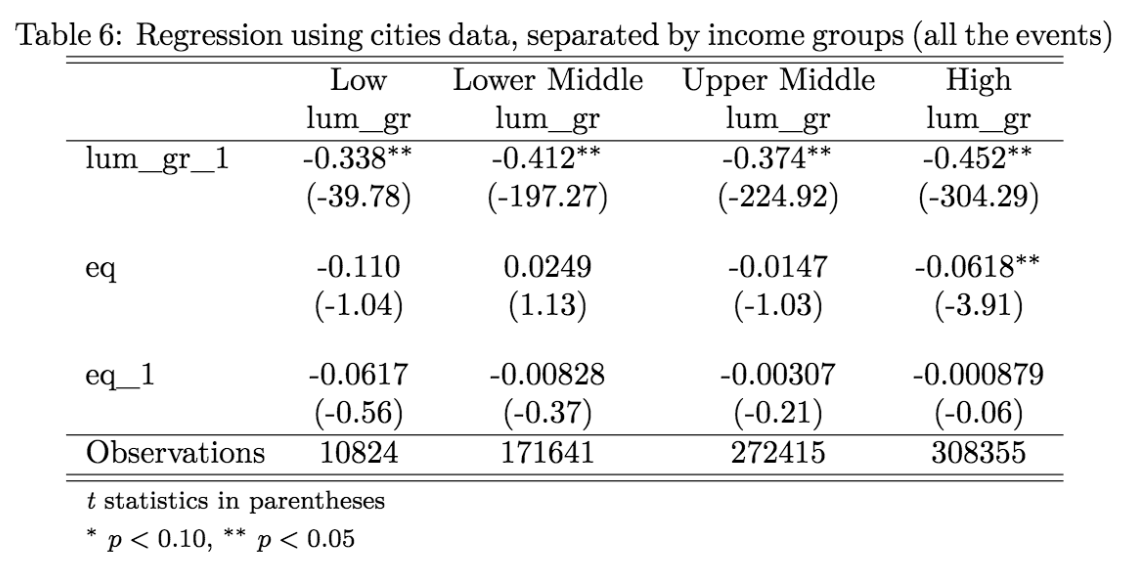 Table 6: Regression using cities data, separated by income groups (all the events)
Low Lower Middle Upper Middle High
lum_gr lum_gr lum_gr lum_gr
lum_gr_1 -0.338** -0.412** -0.374** -0.452**
(-39.78) (-197.27) (-224.92) (-304.29)
eq -0.110 0.0249 -0.0147 -0.0618**
(-1.04) (1.13) (-1.03) (-3.91)
eq_1 -0.0617 -0.00828 -0.00307 -0.000879
(-0.56) (-0.37) (-0.21) (-0.06)
Observations 10824 171641 272415 308355
t statistics in parentheses
* p < 0.10, ** p < 0.05